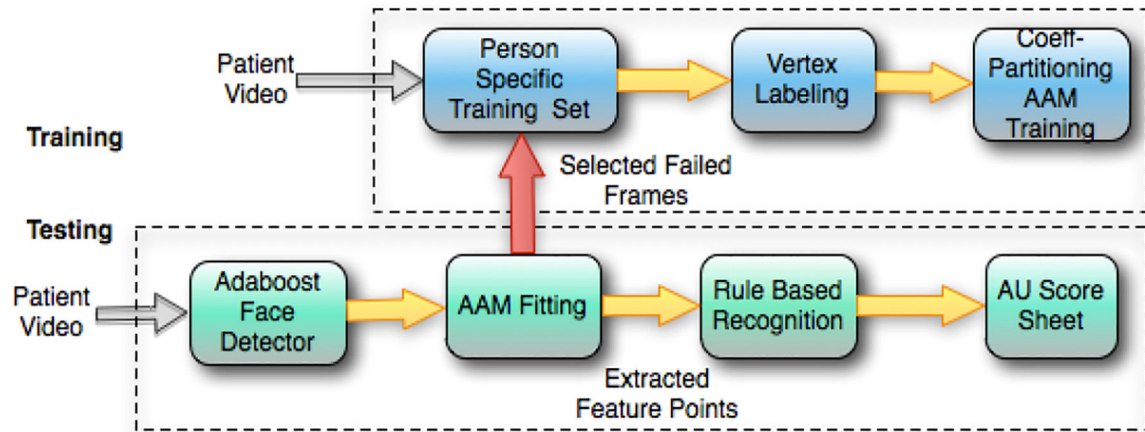 Patient
Video
Person
Specific
Training Set
Vertex
Labeling
Coeff-
Partitioning
AAM
Training
Training
Selected Failed
Frames
Testing
Patient
Video
Adaboost
Face
Detector
AAM Fitting
Rule Based
Recognition
AU Score
Sheet
Extracted
Feature Points